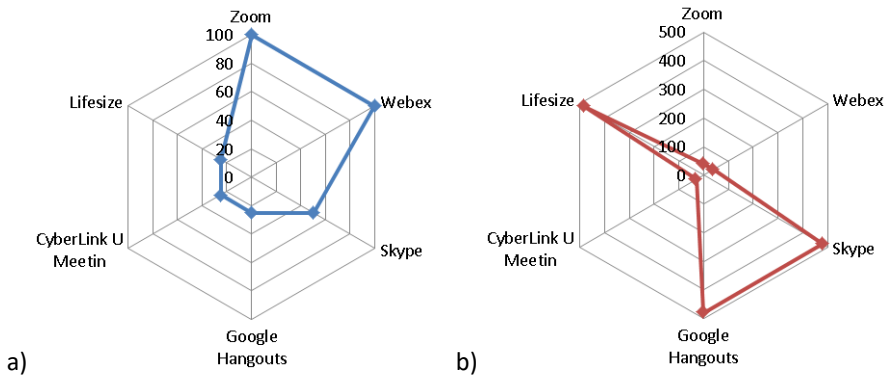 Zoom
100
80
60
40
20
0
Webex
Skype
Google
Hangouts
CyberLink U
Meetin
Lifesize
a)
Zoom
500
400
300
200
100
0
Webex
Skype
Google
Hangouts
CyberLink U
Meetin
Lifesize
b)